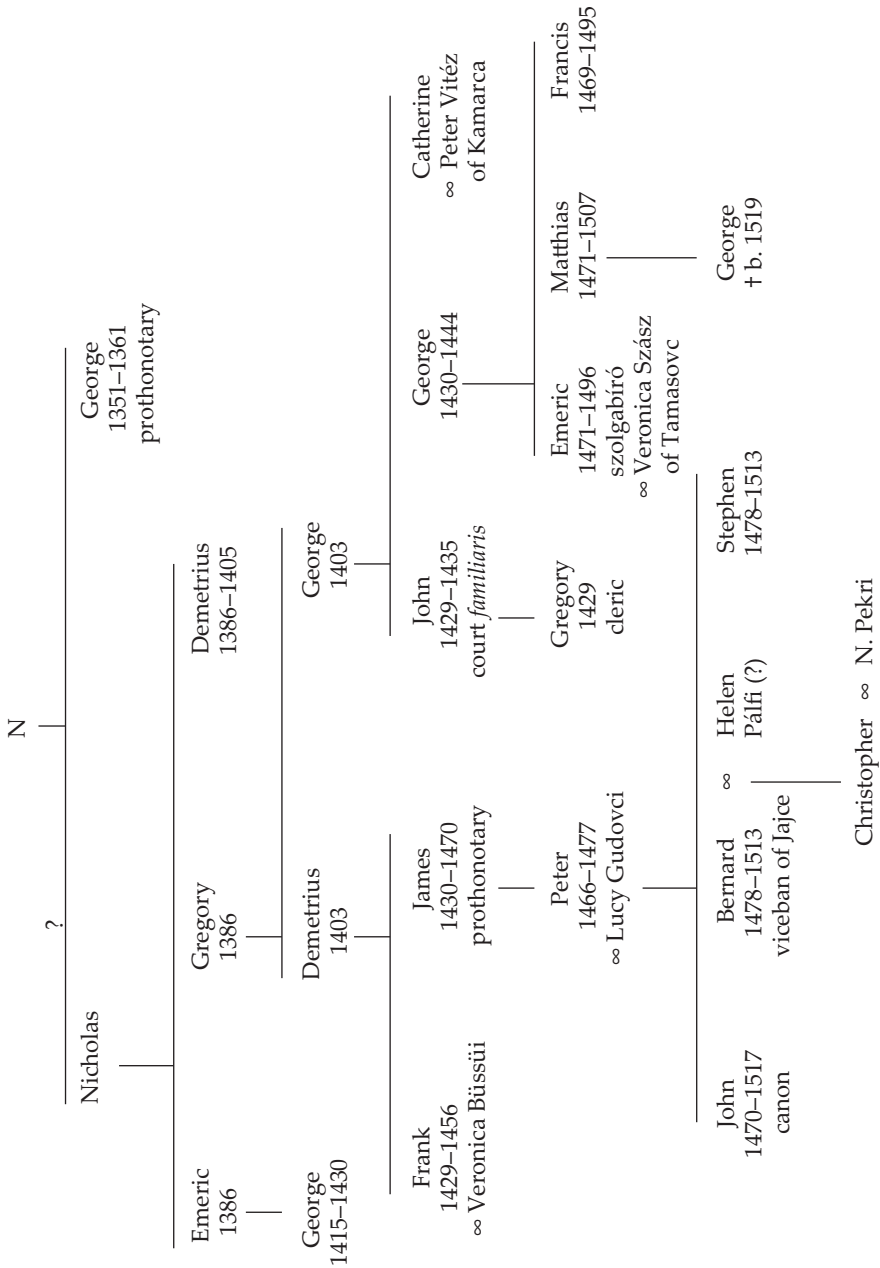 N
?
Nicholas
George
1351–1361
prothonotary
Emeric
1386
Gregory
1386
Demetrius
1386–1405
George
1415–1430
Demetrius
1403
George
1403
Frank
1429–1456
∞ Veronica Büssüi
James
1430–1470
prothonotary
John
1429–1435
court familiaris
George
1430–1444
Catherine
∞ Peter Vitéz
of Kamarca
Peter
1466–1477
∞ Lucy Gudovci
Gregory
1429
cleric
Emeric
1471–1496
szolgabíró
∞ Veronica Szász
of Tamasovc
Matthias
1471–1507
Francis
1469–1495
John
1470–1517
canon
Bernard
1478–1513
viceban of Jajce
∞
Helen
Pálfi (?)
Stephen
1478–1513
George
† b. 1519
Christopher ∞ N. Pekri